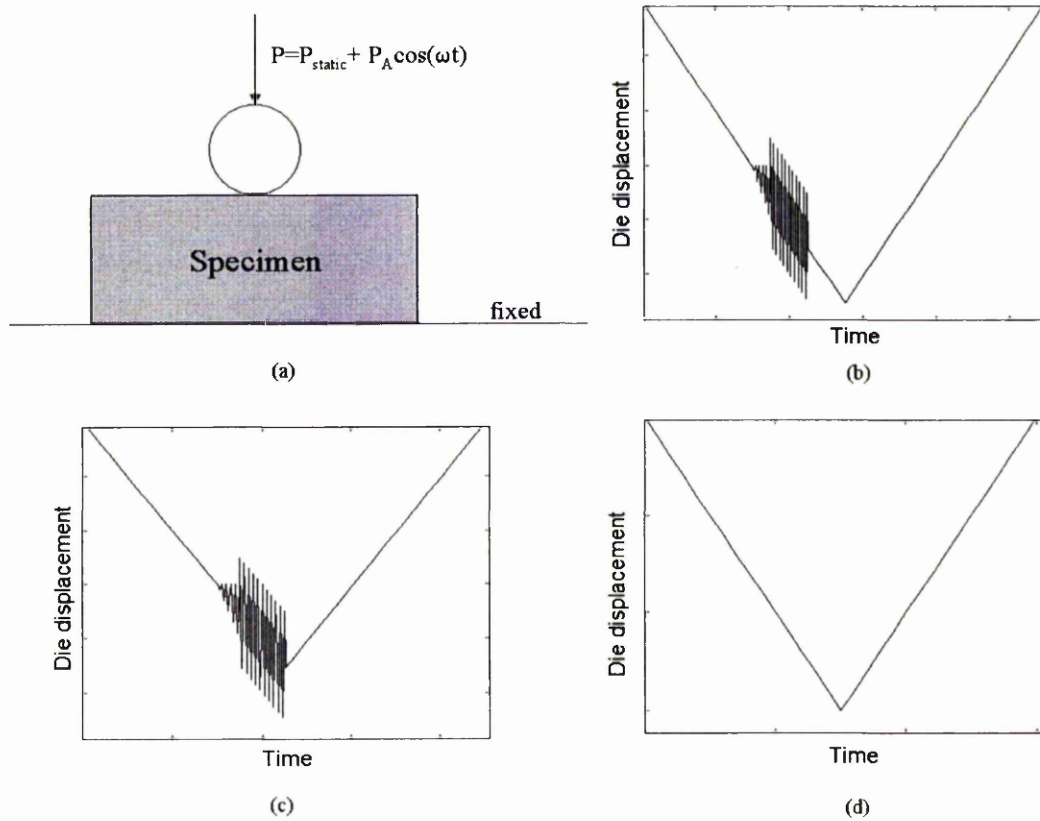 P=P_static + P_A cos(ωt)
Specimen
fixed
(a)
Die displacement
Time
(b)
Die displacement
Time
(c)
Die displacement
Time
(d)